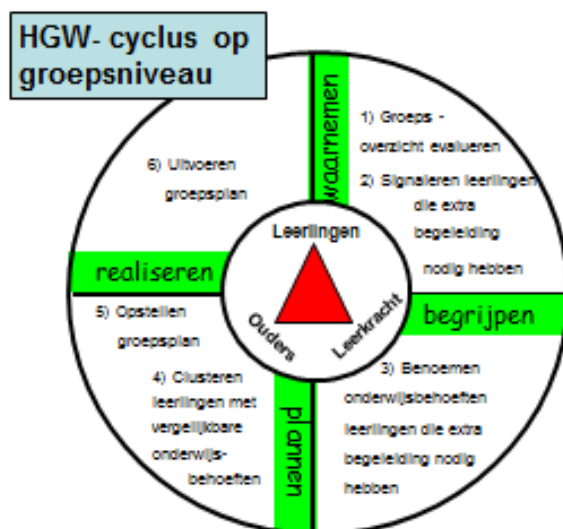 HGW- cyclus op
groepsniveau
waarnemen
1) Groeps -
overzicht evalueren
2) Signaleren leerlingen
die extra
begeleiding
nodig hebben
begrijpen
3) Benoemen
onderwijsbehoeften
leerlingen die extra
begeleiding nodig
hebben
plannen
4) Clusteren
leerlingen met
vergelijkbare
onderwijs-
behoeften
5) Opstellen
groepsplan
realiseren
6) Uitvoeren
groepsplan
Leerlingen
Ouders
Leerkracht